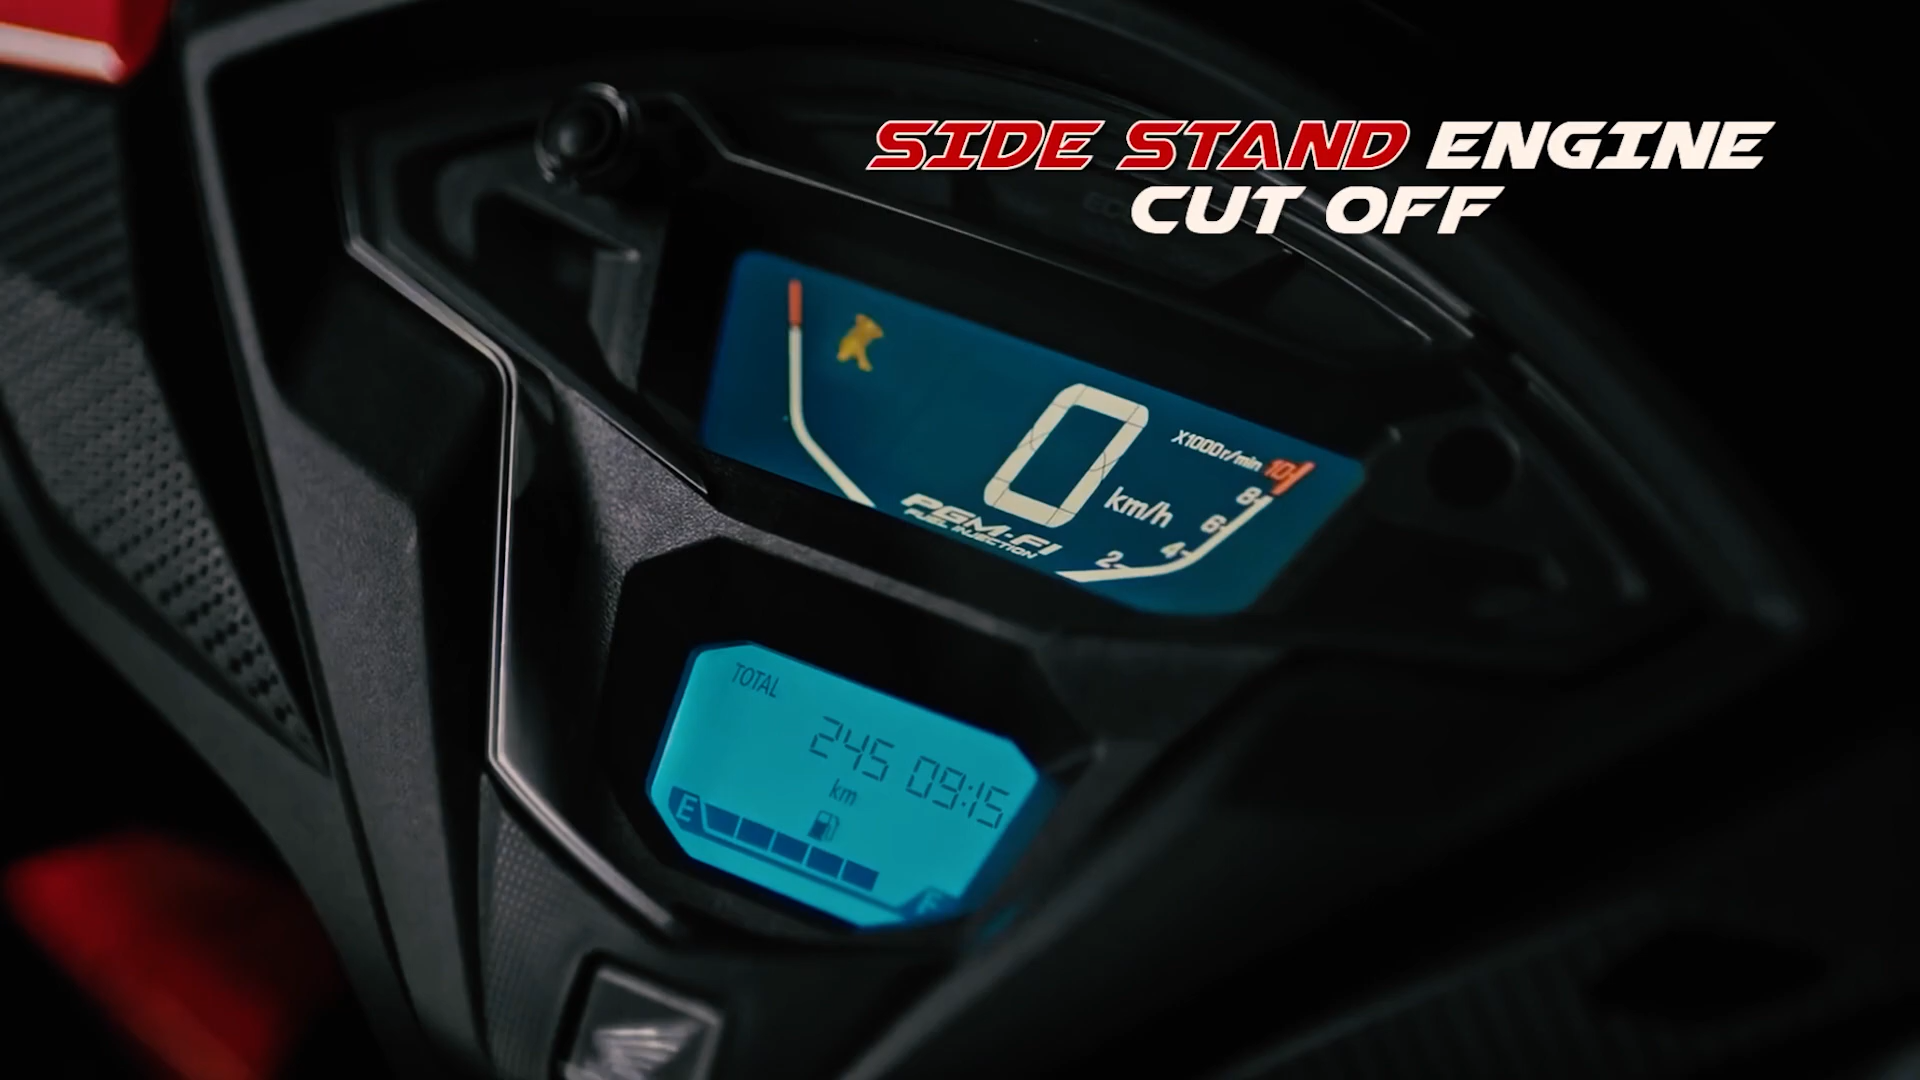 SIDE STAND ENGINE
CUT OFF
0
km/h
X1000r/min 10
8
6
4
2
PGM-FI
FUEL INJECTION
TOTAL
245 09:15
km
E
F